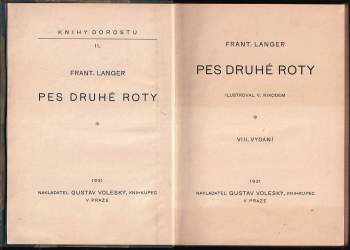 KNIHY DOROSTU
II.
FRANT. LANGER
PES DRUHÉ ROTY
1931
NAKLADATEL GUSTAV VOLESKÝ, KNIHKUPEC
V PRAZE
FRANT. LANGER
PES DRUHÉ ROTY
ILUSTROVAL V. NIKODEM
VIII. VYDÁNÍ
1931
NAKLADATEL GUSTAV VOLESKÝ, KNIHKUPEC
V PRAZE